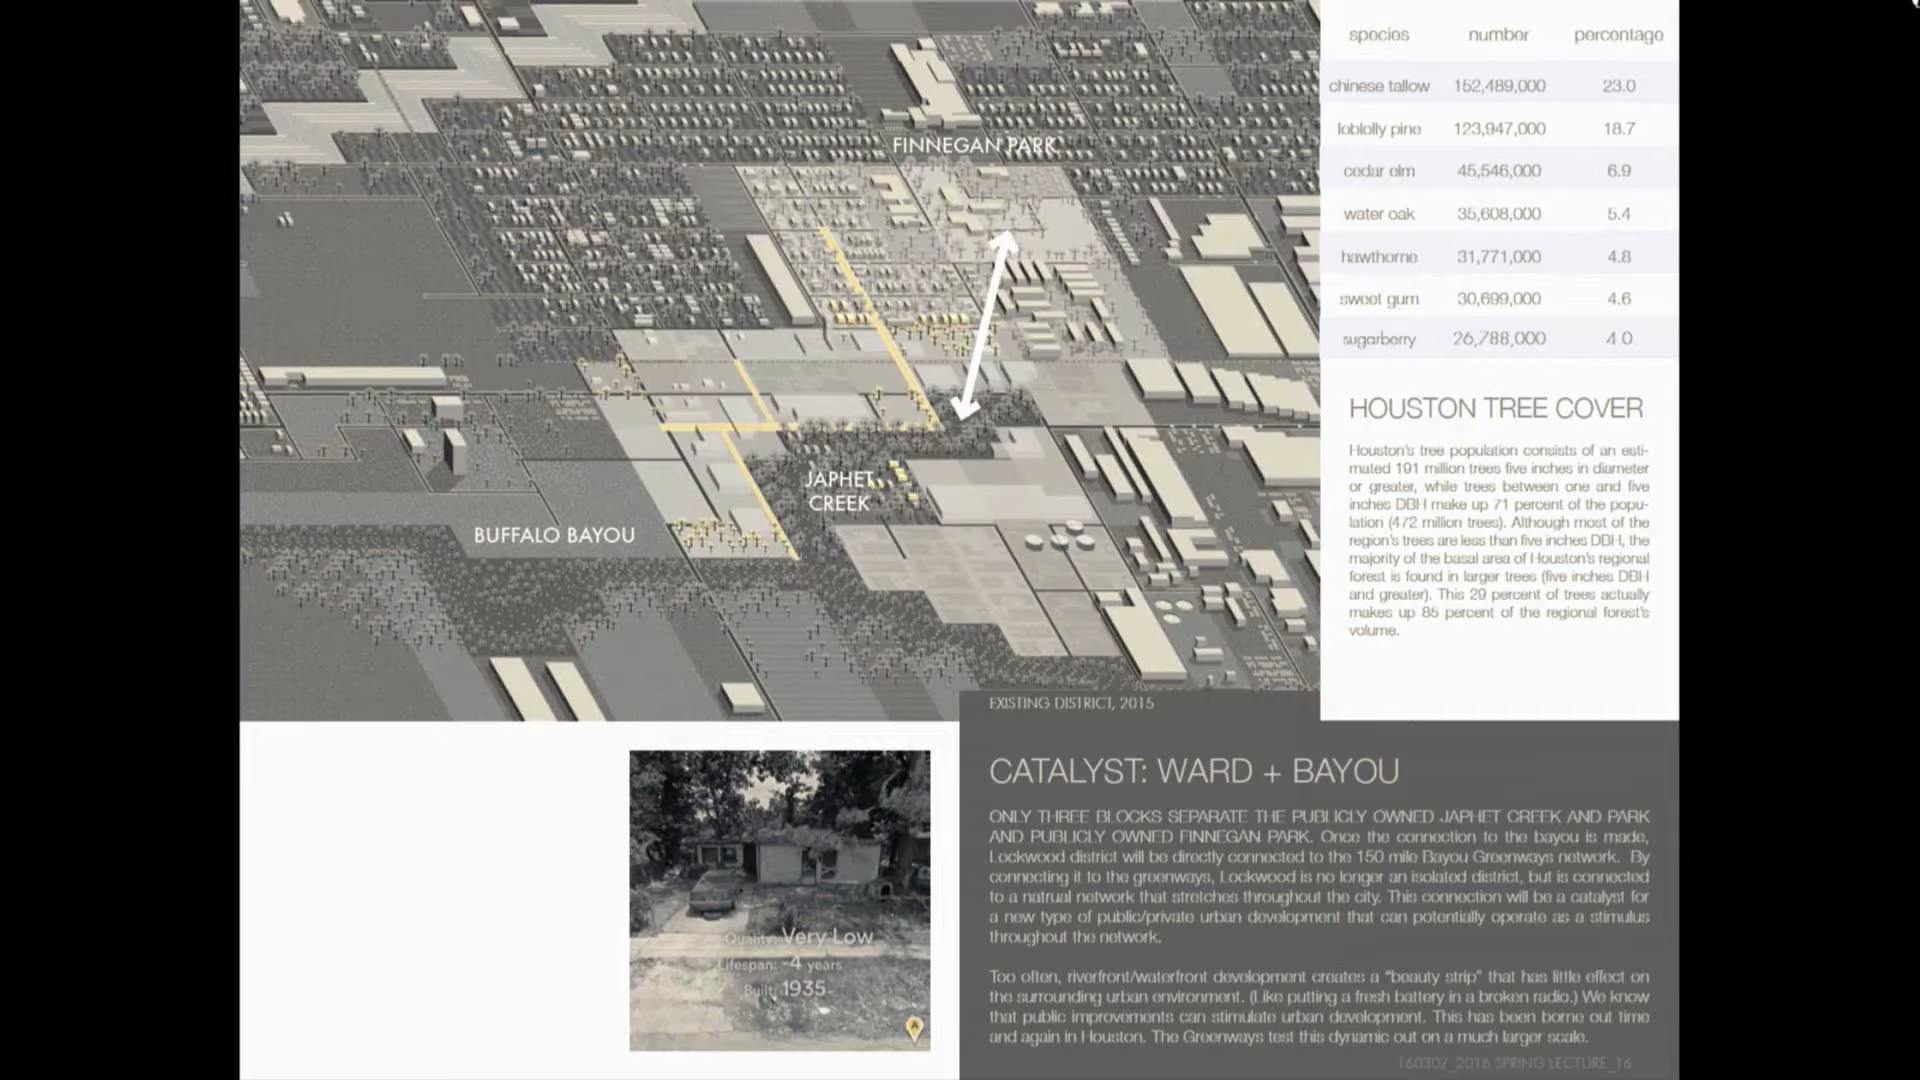 species number percentage
chinese tallow 152,489,000 23.0
loblolly pine 123,947,000 18.7
cedar elm 45,546,000 6.9
water oak 35,608,000 5.4
hawthorne 31,771,000 4.8
sweet gum 30,699,000 4.6
sugarberry 26,788,000 4 0
FINNEGAN PARK
JAPHET
CREEK
BUFFALO BAYOU
HOUSTON TREE COVER
Houston's tree population consists of an esti-
mated 191 million trees five inches in diameter
or greater, while trees between one and five
inches DBH make up 71 percent of the popu-
lation (472 million trees). Although most of the
region's trees are less than five inches DBH, the
majority of the basal area of Houston's regional
forest is found in larger trees (five inches DBH
and greater). This 29 percent of trees actually
makes up 85 percent of the regional forest's
volume.
EXISTING DISTRICT, 2015
CATALYST: WARD + BAYOU
ONLY THREE BLOCKS SEPARATE THE PUBLICLY OWNED JAPHET CREEK AND PARK
AND PUBLICLY OWNED FINNEGAN PARK. Once the connection to the bayou is made,
Lockwood district will be directly connected to the 150 mile Bayou Greenways network. By
connecting it to the greenways, Lockwood is no longer an isolated district, but is connected
to a natrual network that stretches throughout the city. This connection will be a catalyst for
a new type of public/private urban development that can potentially operate as a stimulus
throughout the network.
Too often, riverfront/waterfront development creates a "beauty strip" that has little effect on
the surrounding urban environment. (Like putting a fresh battery in a broken radio.) We know
that public improvements can stimulate urban development. This has been borne out time
and again in Houston. The Greenways test this dynamic out on a much larger scale.
160307_2016 SPRING LECTURE_16
Quality: Very Low
Lifespan: -4 years
Built: 1935
A